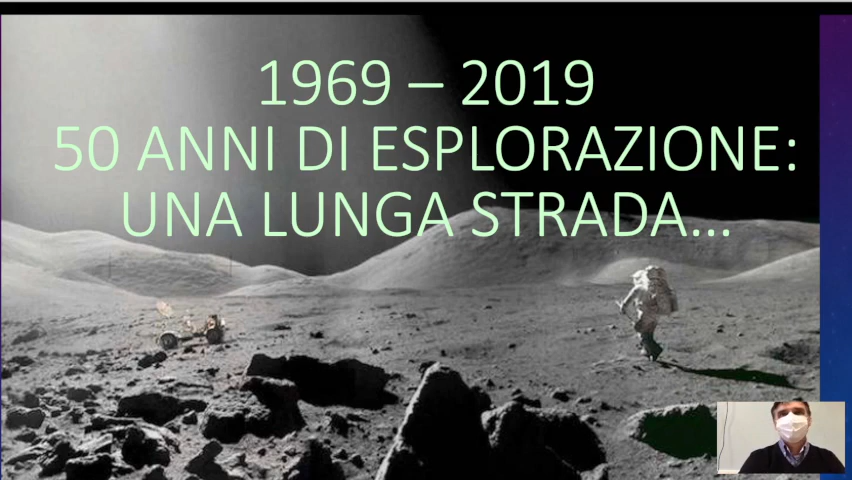 1969 – 2019
50 ANNI DI ESPLORAZIONE:
UNA LUNGA STRADA...